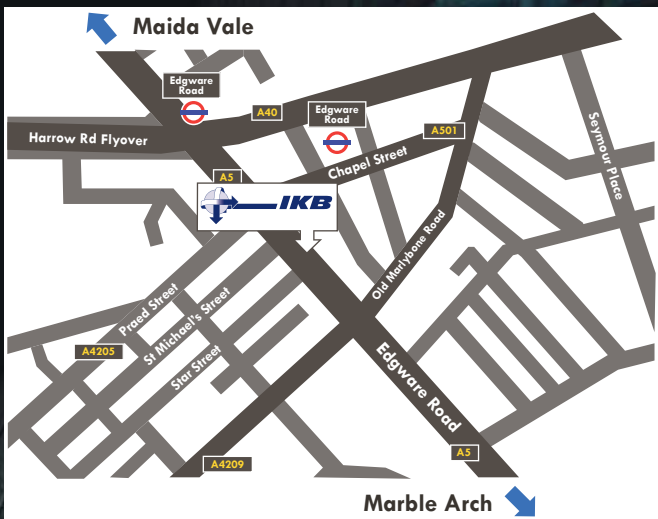 Maida Vale
Edgware
Road
A40
Edgware
Road
A501
Harrow Rd Flyover
Chapel Street
Seymour Place
A5
IKB
Old Marlybone Road
Praed Street
St Michael's Street
A4205
Star Street
Edgware Road
A5
A4209
Marble Arch